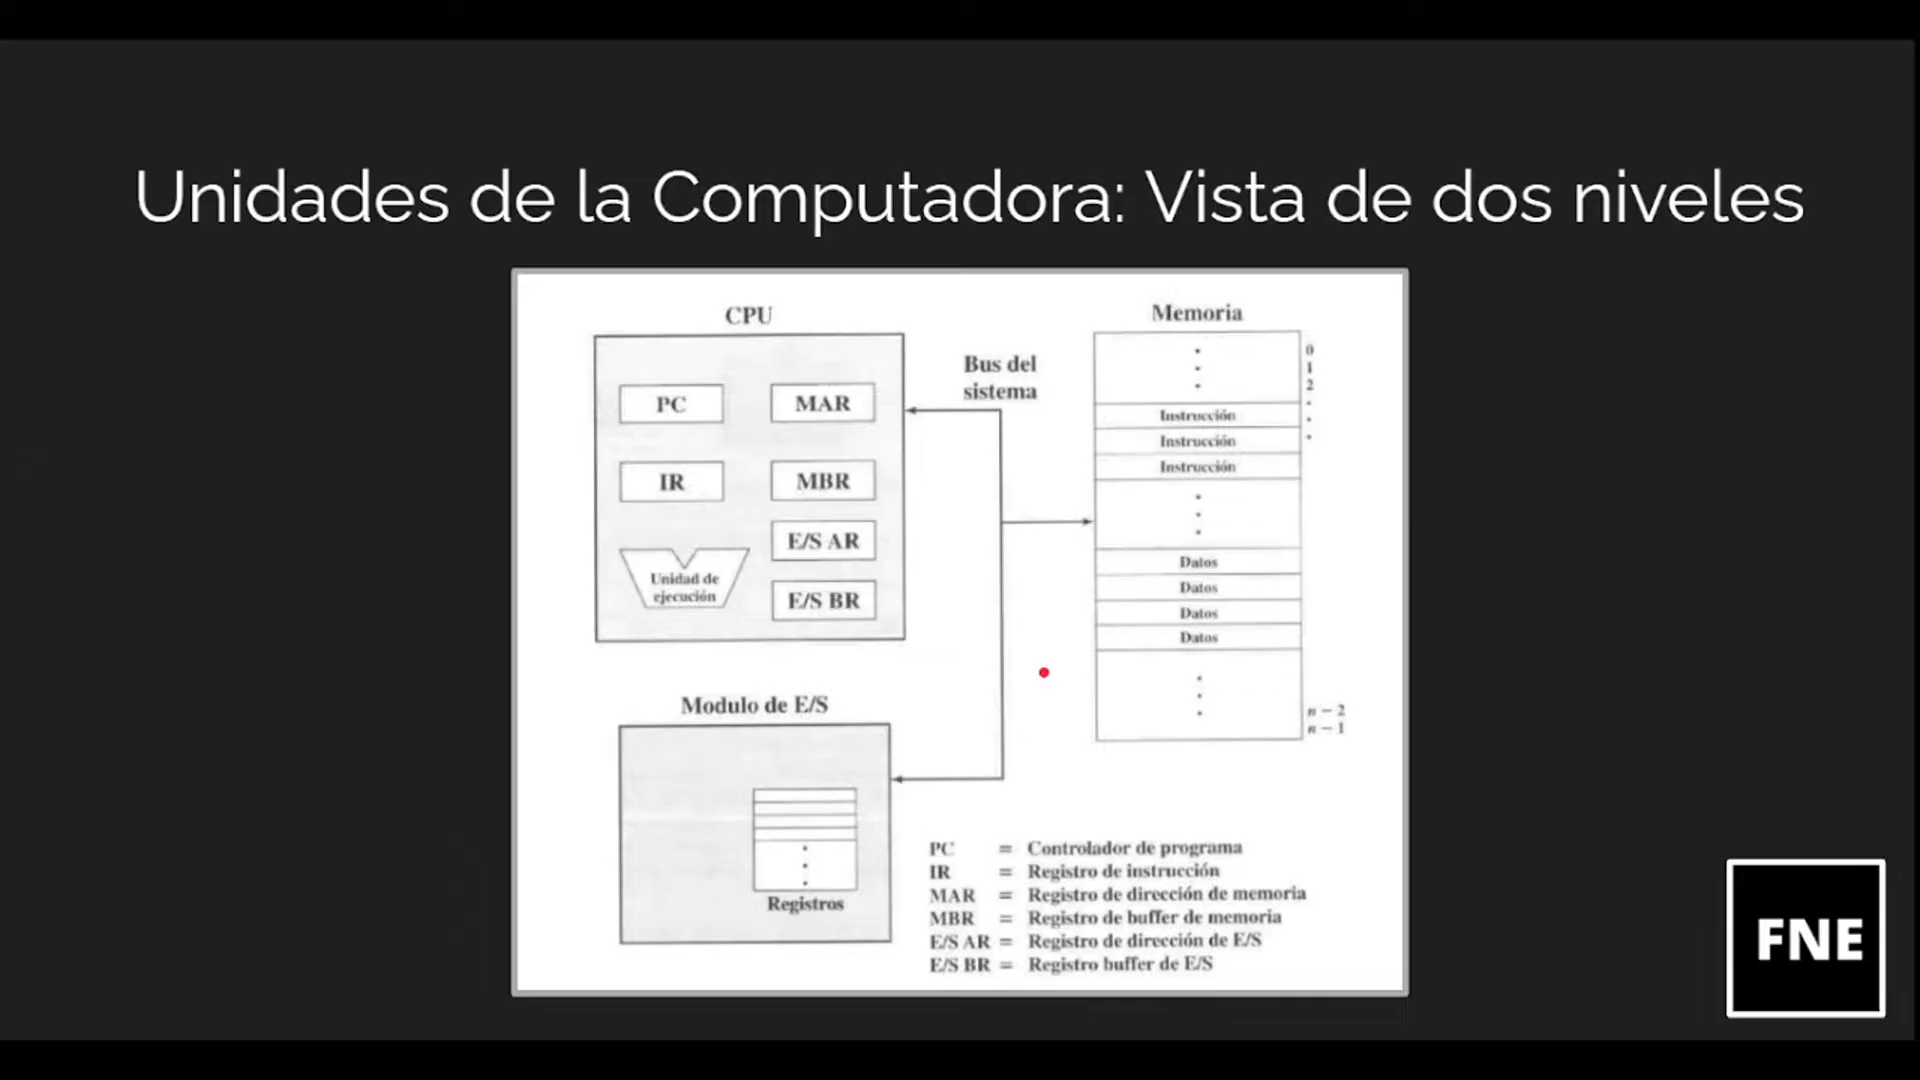 Unidades de la Computadora: Vista de dos niveles
CPU
PC
MAR
IR
MBR
E/S AR
Unidad de
ejecución
E/S BR
Bus del
sistema
Memoria
0
1
2
Instrucción
Instrucción
Instrucción
Datos
Datos
Datos
Datos
n − 2
n − 1
Modulo de E/S
Registros
PC = Controlador de programa
IR = Registro de instrucción
MAR = Registro de dirección de memoria
MBR = Registro de buffer de memoria
E/S AR = Registro de dirección de E/S
E/S BR = Registro buffer de E/S
FNE